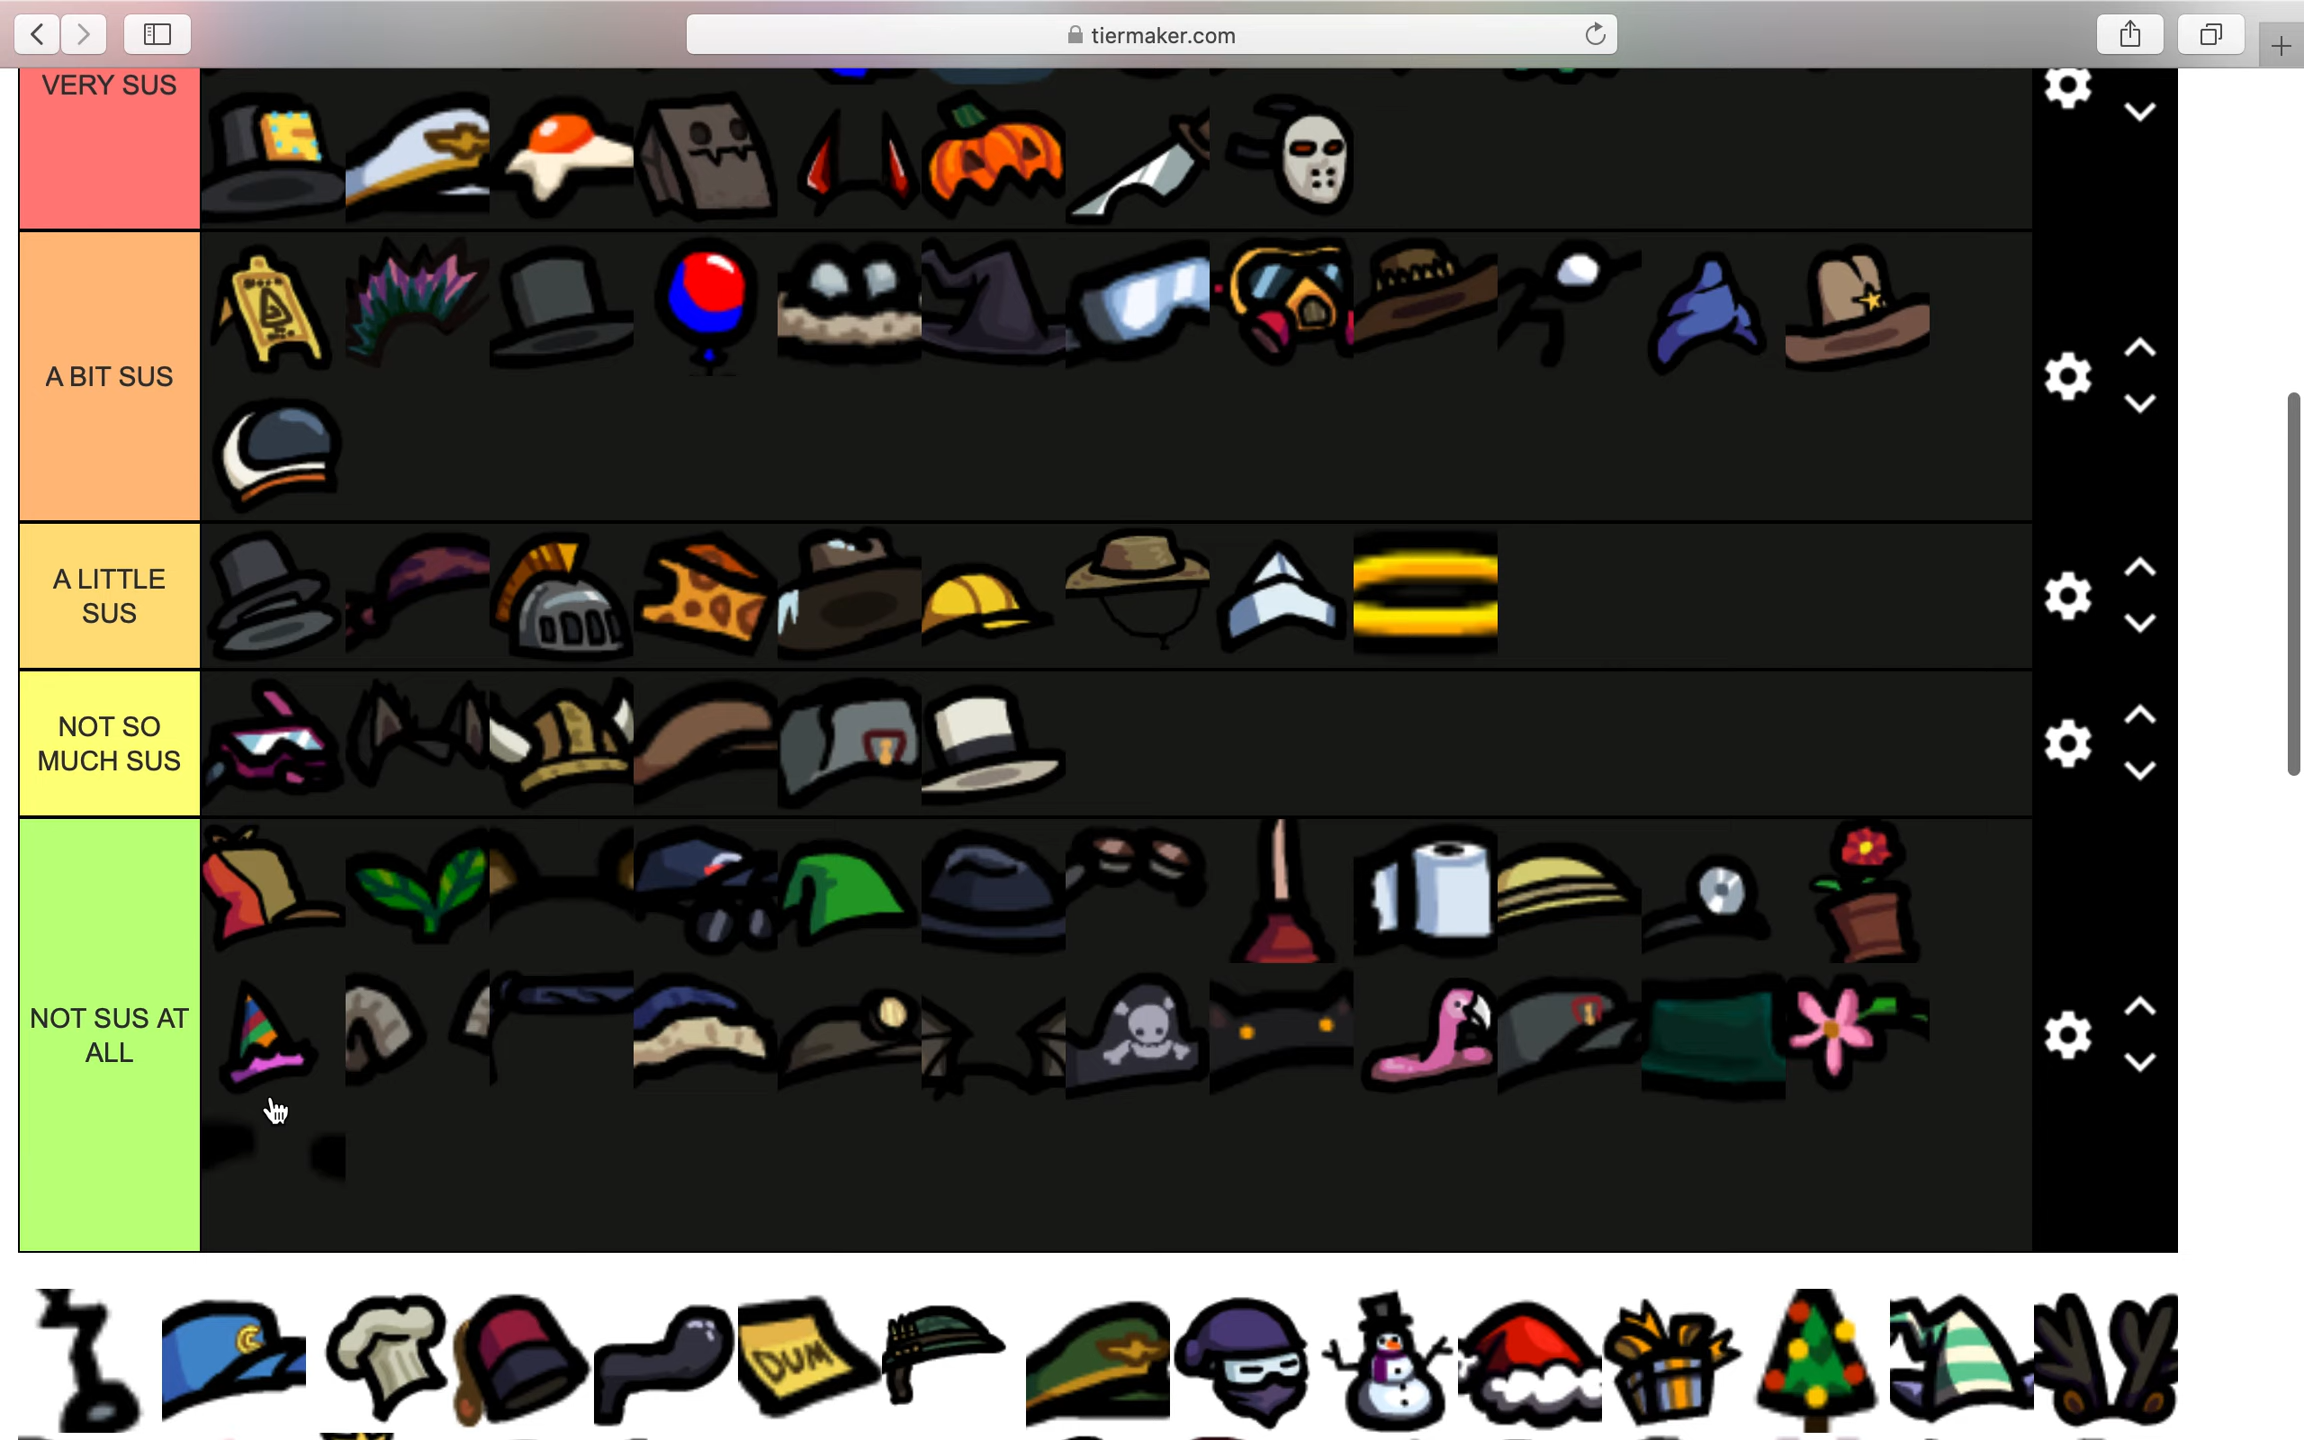 tiermaker.com
VERY SUS
A BIT SUS
A LITTLE
SUS
NOT SO
MUCH SUS
NOT SUS AT
ALL
DUM